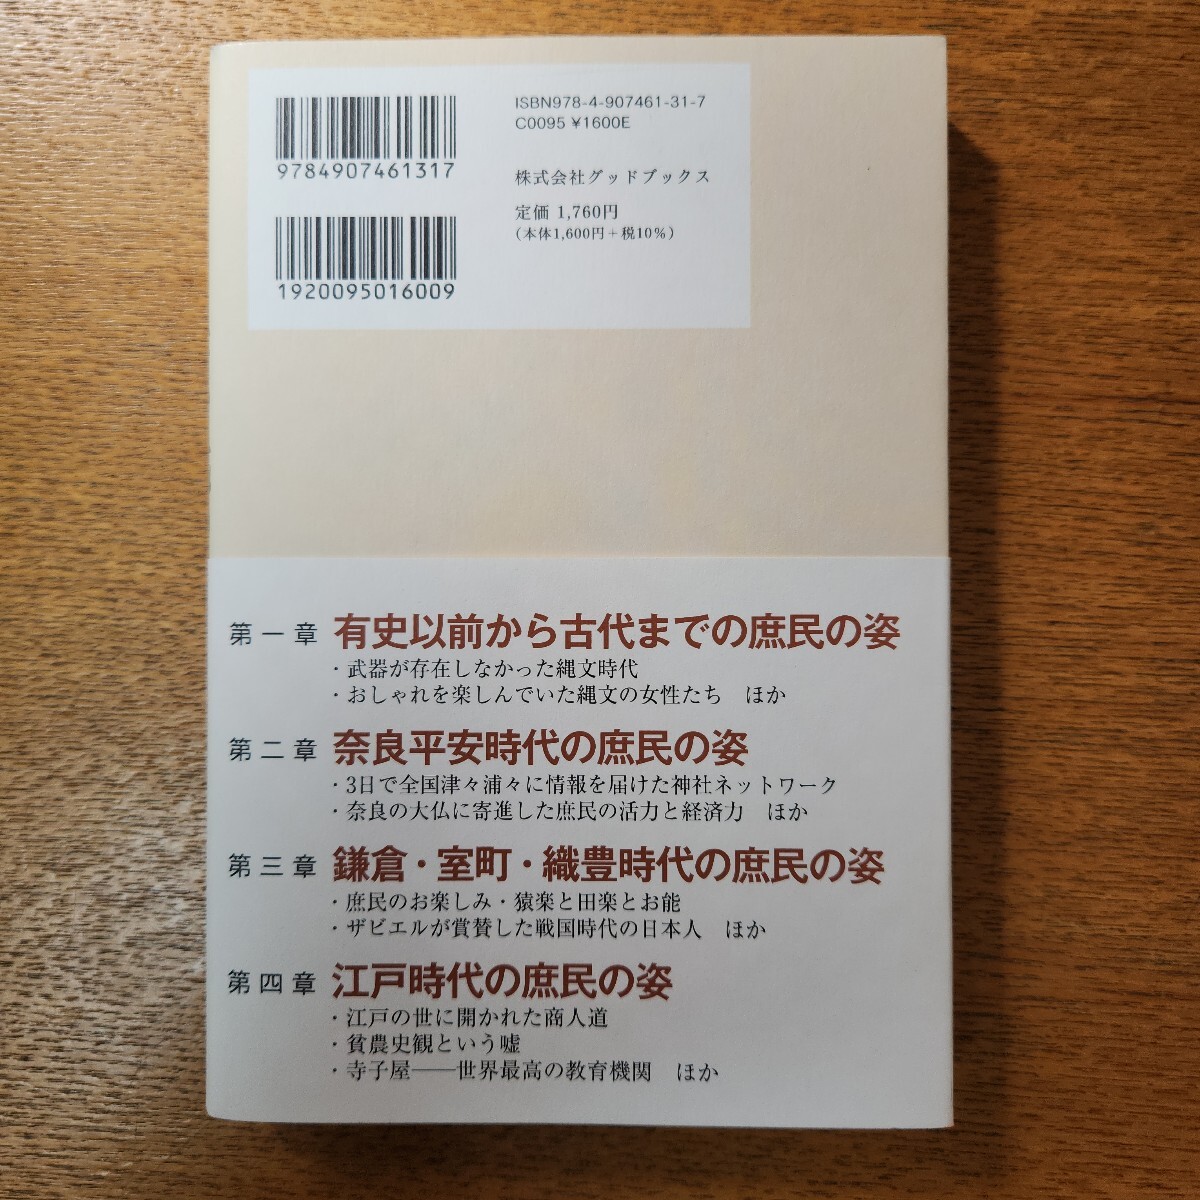 ISBN978-4-907461-31-7
C0095 ¥1600E
9784907461317
株式会社グッドブックス
定価 1,760円
（本体1,600円＋税10%）
1920095016009
第一章 有史以前から古代までの庶民の姿
・武器が存在しなかった縄文時代
・おしゃれを楽しんでいた縄文の女性たち ほか
第二章 奈良平安時代の庶民の姿
・3日で全国津々浦々に情報を届けた神社ネットワーク
・奈良の大仏に寄進した庶民の活力と経済力 ほか
第三章 鎌倉・室町・織豊時代の庶民の姿
・庶民のお楽しみ・猿楽と田楽とお能
・ザビエルが賞賛した戦国時代の日本人 ほか
第四章 江戸時代の庶民の姿
・江戸の世に開かれた商人道
・貧農史観という嘘
・寺子屋──世界最高の教育機関 ほか